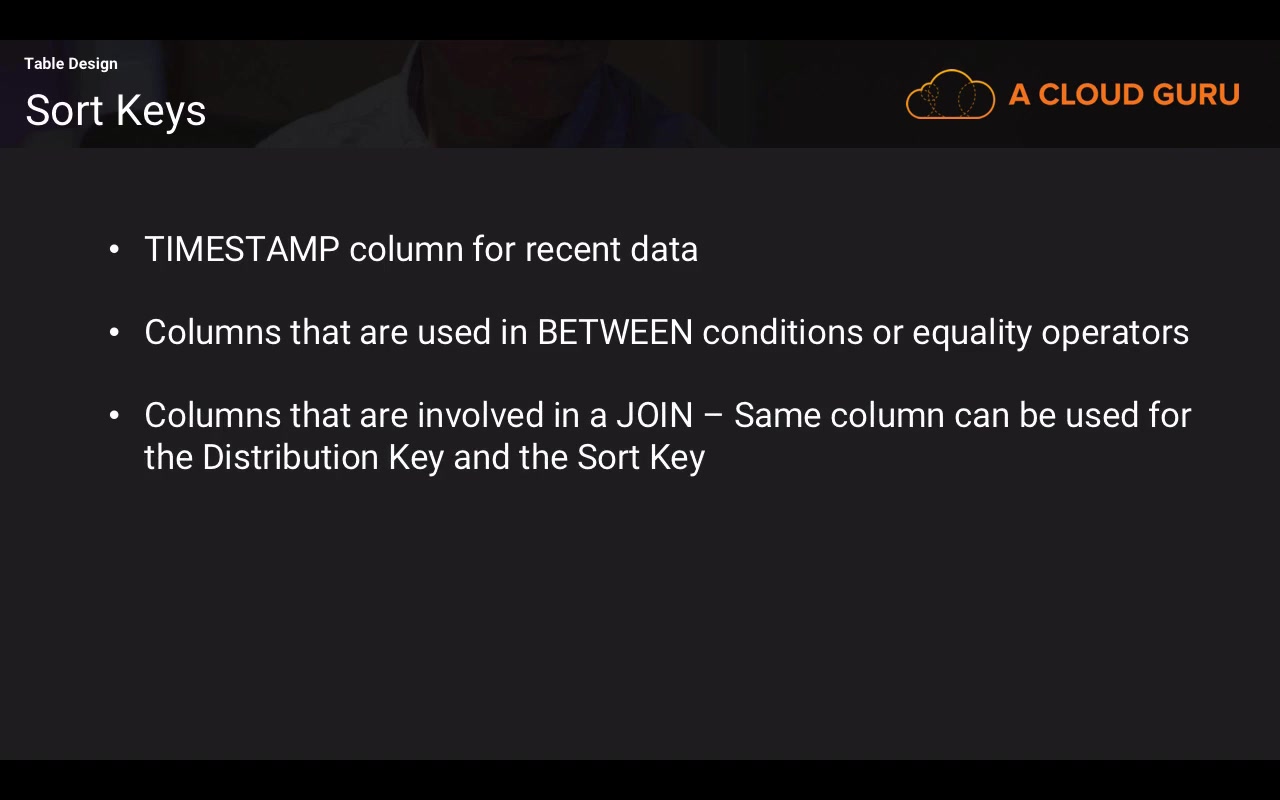 Table Design
Sort Keys
A CLOUD GURU
• TIMESTAMP column for recent data
• Columns that are used in BETWEEN conditions or equality operators
• Columns that are involved in a JOIN – Same column can be used for
the Distribution Key and the Sort Key